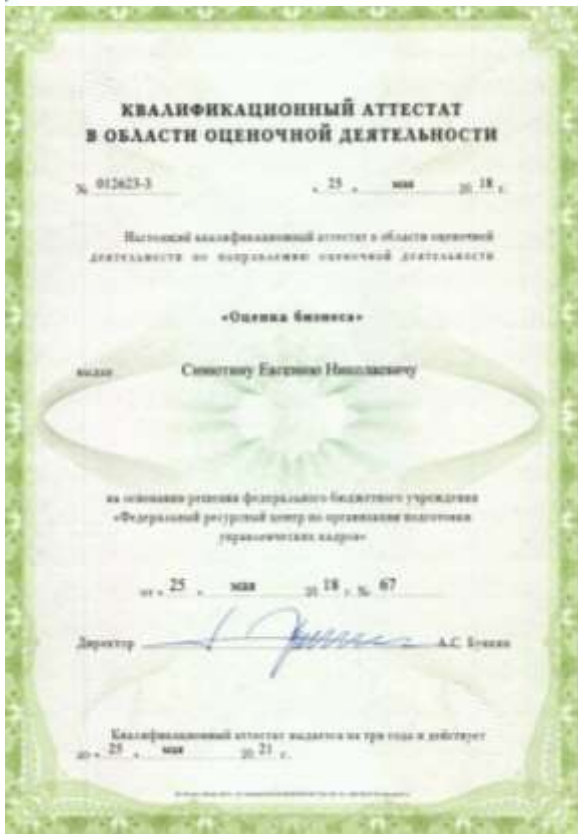 КВАЛИФИКАЦИОННЫЙ АТТЕСТАТ
В ОБЛАСТИ ОЦЕНОЧНОЙ ДЕЯТЕЛЬНОСТИ
№ 012623-3 « 25 » мая 20 18 г.
Настоящий квалификационный аттестат в области оценочной
деятельности по направлению оценочной деятельности
«Оценка бизнеса»
выдан Евгению Николаевичу
на основании решения федерального бюджетного учреждения
«Федеральный ресурсный центр по организации подготовки
управленческих кадров»
от « 25 » мая 20 18 г. № 67
Директор А.С. Бункин
Квалификационный аттестат выдается на три года и действует
до « 25 » мая 20 21 г.